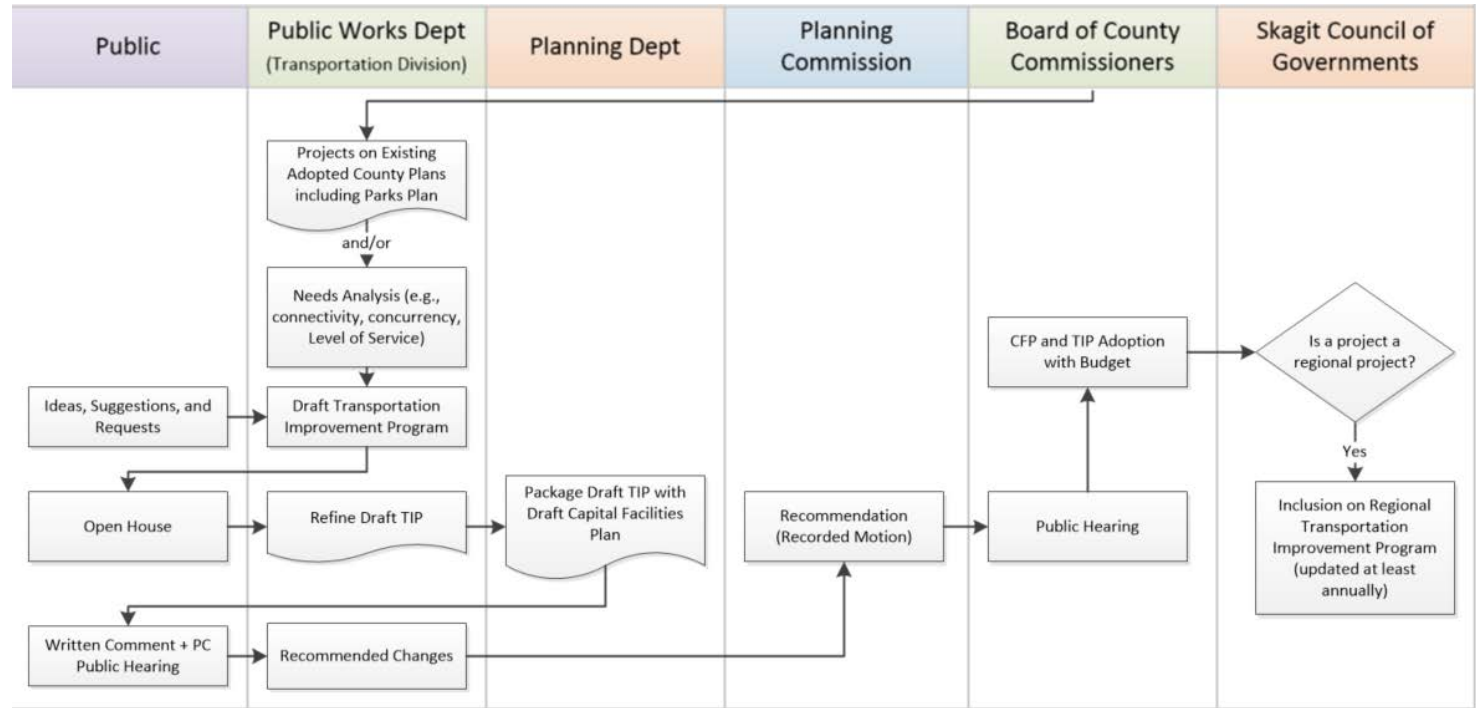 Public
Public Works Dept
(Transportation Division)
Planning Dept
Planning
Commission
Board of County
Commissioners
Skagit Council of
Governments
Projects on Existing
Adopted County Plans
including Parks Plan
and/or
Needs Analysis (e.g.,
connectivity, concurrency,
Level of Service)
Ideas, Suggestions, and
Requests
Draft Transportation
Improvement Program
Open House
Refine Draft TIP
Package Draft TIP with
Draft Capital Facilities
Plan
Written Comment + PC
Public Hearing
Recommended Changes
Recommendation
(Recorded Motion)
Public Hearing
CFP and TIP Adoption
with Budget
Is a project a
regional project?
Yes
Inclusion on Regional
Transportation
Improvement Program
(updated at least
annually)